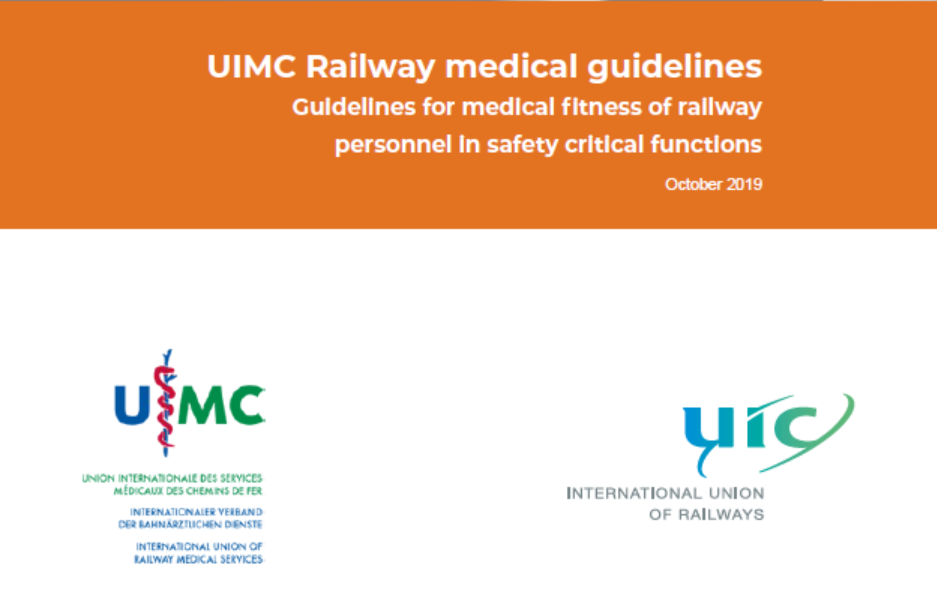 UIMC Railway medical guidelines
Guidelines for medical fitness of railway
personnel in safety critical functions
October 2019
UIMC
UNION INTERNATIONALE DES SERVICES
MÉDICAUX DES CHEMINS DE FER
INTERNATIONALER VERBAND
DER BAHNÄRZTLICHEN DIENSTE
INTERNATIONAL UNION OF
RAILWAY MEDICAL SERVICES
uic
INTERNATIONAL UNION
OF RAILWAYS